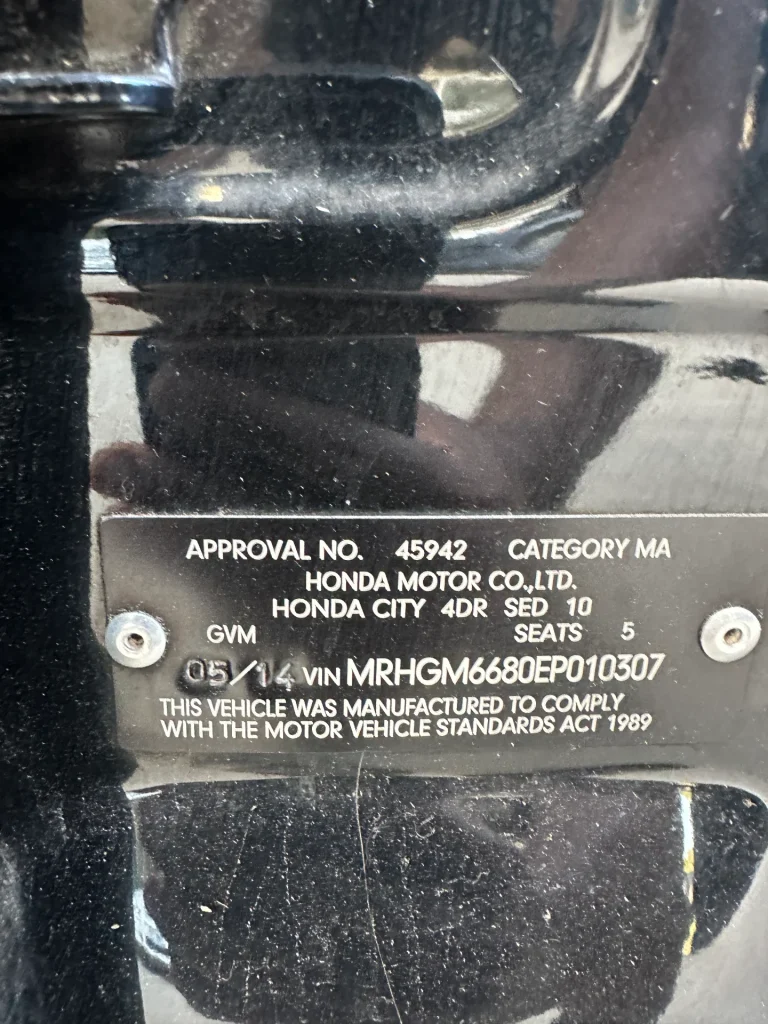 APPROVAL NO. 45942 CATEGORY MA
HONDA MOTOR CO.,LTD.
HONDA CITY 4DR SED 10
GVM SEATS 5
05/14 VIN MRHGM6680EP010307
THIS VEHICLE WAS MANUFACTURED TO COMPLY
WITH THE MOTOR VEHICLE STANDARDS ACT 1989